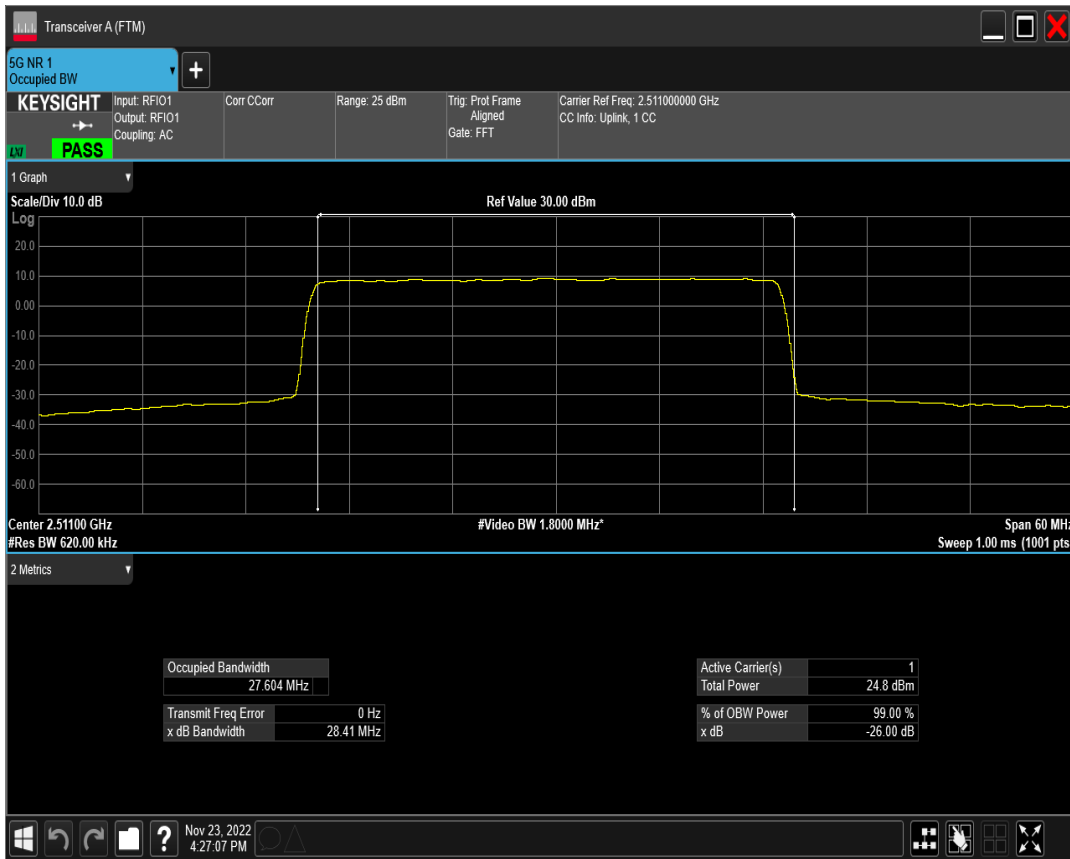 Transceiver A (FTM)
5G NR 1
Occupied BW
+
KEYSIGHT
LXI
PASS
Input: RFIO1
Output: RFIO1
Coupling: AC
Corr CCorr
Range: 25 dBm
Trig: Prot Frame
Aligned
Gate: FFT
Carrier Ref Freq: 2.511000000 GHz
CC Info: Uplink, 1 CC
1 Graph
Scale/Div 10.0 dB
Ref Value 30.00 dBm
Log
20.0
10.0
0.00
-10.0
-20.0
-30.0
-40.0
-50.0
-60.0
Center 2.51100 GHz
#Video BW 1.8000 MHz*
Span 60 MHz
#Res BW 620.00 kHz
Sweep 1.00 ms (1001 pts
2 Metrics
Occupied Bandwidth
27.604 MHz
Transmit Freq Error 0 Hz
x dB Bandwidth 28.41 MHz
Active Carrier(s) 1
Total Power 24.8 dBm
% of OBW Power 99.00 %
x dB -26.00 dB
?
Nov 23, 2022
4:27:07 PM